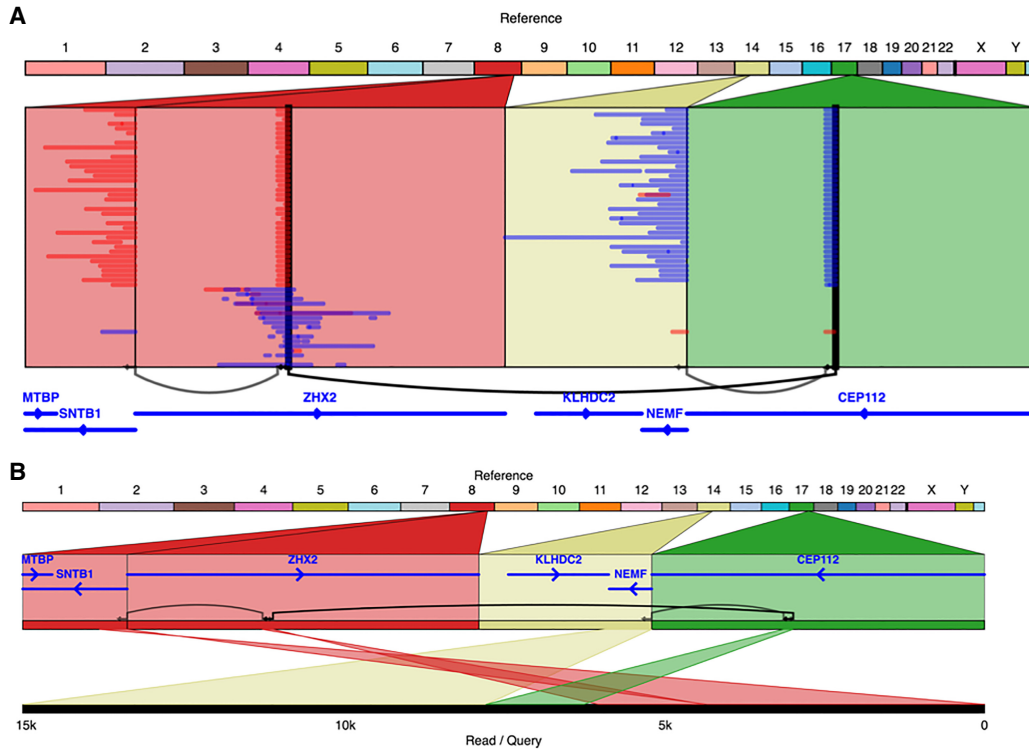 A
Reference
1 2 3 4 5 6 7 8 9 10 11 12 13 14 15 16 17 18 19 20 21 22 X Y
MTBP ZHX2 KLHDC2 CEP112
SNTB1 NEMF
B
Reference
1 2 3 4 5 6 7 8 9 10 11 12 13 14 15 16 17 18 19 20 21 22 X Y
MTBP ZHX2 KLHDC2 CEP112
SNTB1 NEMF
15k 10k 5k 0
Read / Query